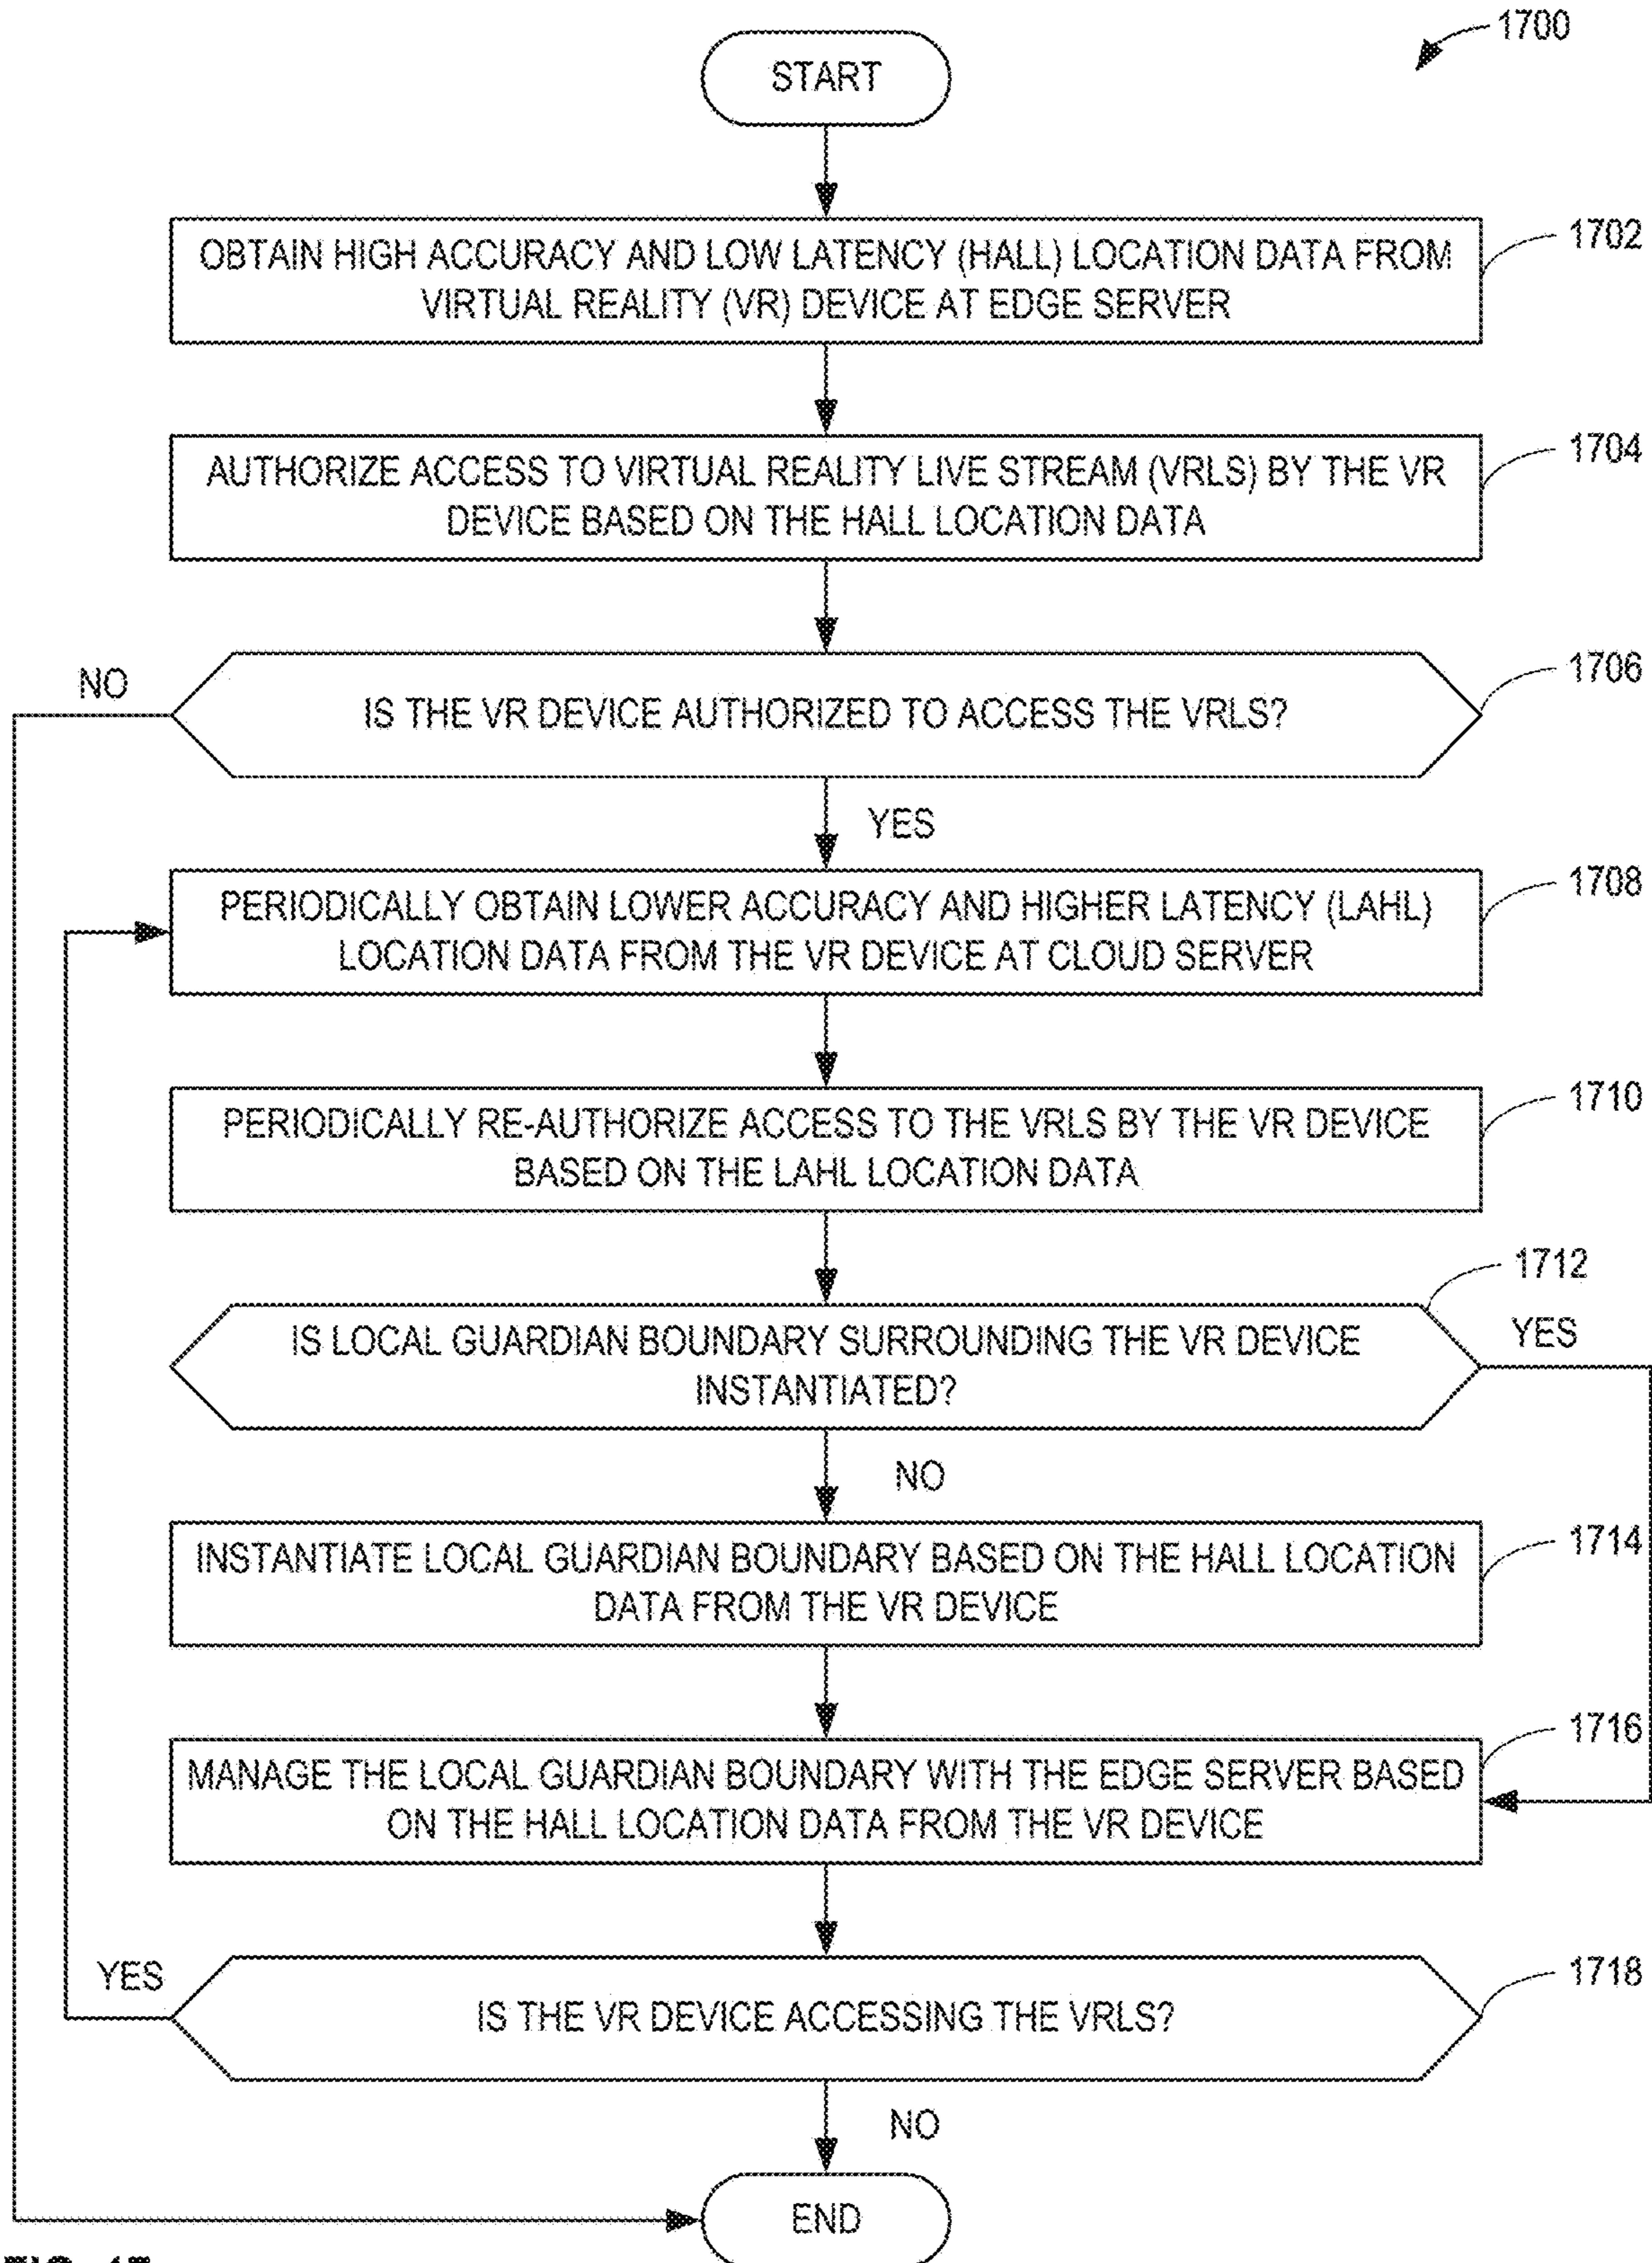 1700
START
OBTAIN HIGH ACCURACY AND LOW LATENCY (HALL) LOCATION DATA FROM
VIRTUAL REALITY (VR) DEVICE AT EDGE SERVER
1702
AUTHORIZE ACCESS TO VIRTUAL REALITY LIVE STREAM (VRLS) BY THE VR
DEVICE BASED ON THE HALL LOCATION DATA
1704
NO
IS THE VR DEVICE AUTHORIZED TO ACCESS THE VRLS?
1706
YES
PERIODICALLY OBTAIN LOWER ACCURACY AND HIGHER LATENCY (LAHL)
LOCATION DATA FROM THE VR DEVICE AT CLOUD SERVER
1708
PERIODICALLY RE-AUTHORIZE ACCESS TO THE VRLS BY THE VR DEVICE
BASED ON THE LAHL LOCATION DATA
1710
1712
IS LOCAL GUARDIAN BOUNDARY SURROUNDING THE VR DEVICE
INSTANTIATED?
YES
NO
INSTANTIATE LOCAL GUARDIAN BOUNDARY BASED ON THE HALL LOCATION
DATA FROM THE VR DEVICE
1714
MANAGE THE LOCAL GUARDIAN BOUNDARY WITH THE EDGE SERVER BASED
ON THE HALL LOCATION DATA FROM THE VR DEVICE
1716
YES
IS THE VR DEVICE ACCESSING THE VRLS?
1718
NO
END